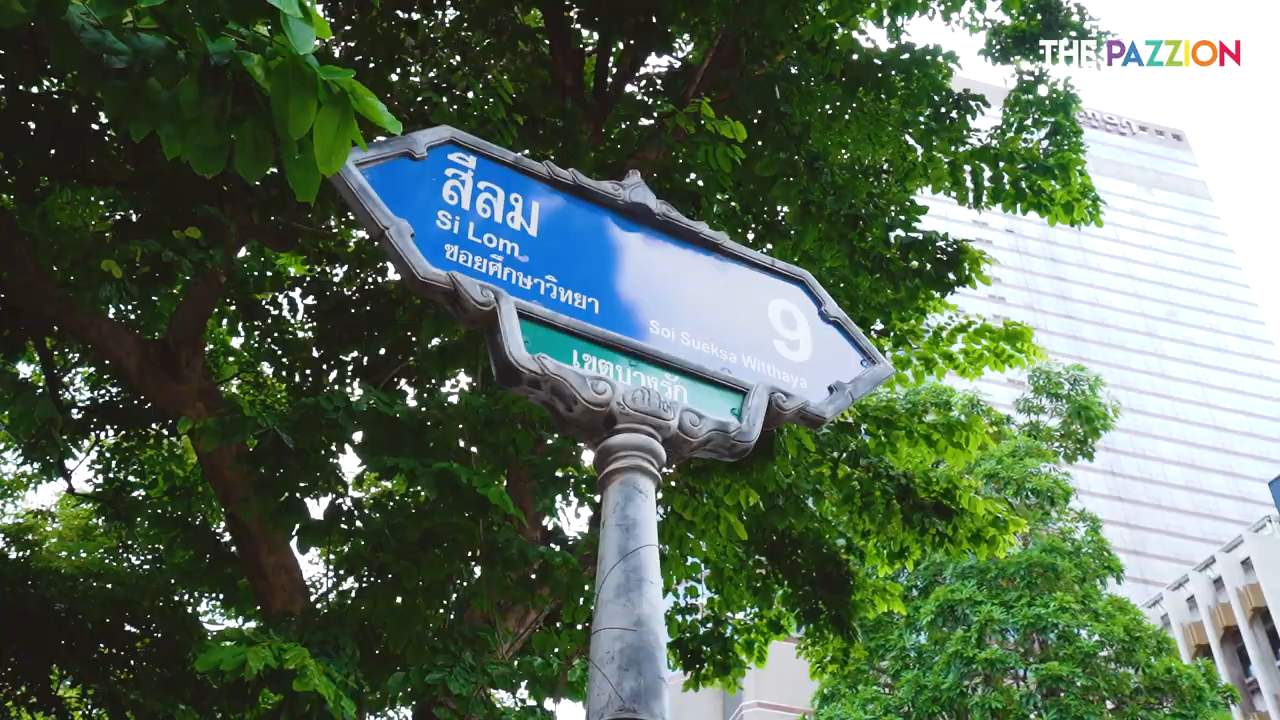 THE PAZZION
สีลม
Si Lom
9
ซอยศึกษาวิทยา
Soi Sueksa Witthaya
เขตบางรัก